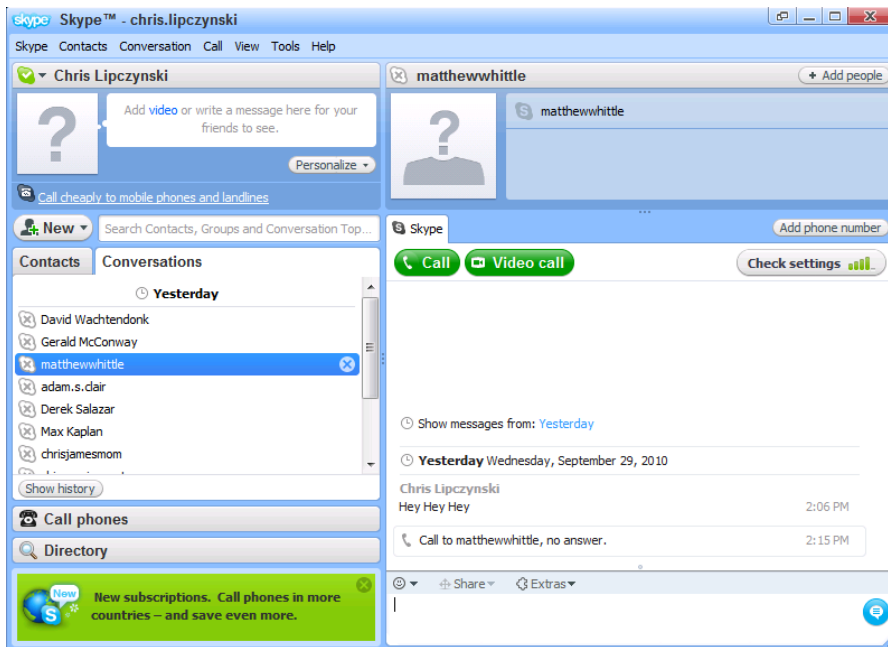 skype Skype™ - chris.lipczynski
Skype Contacts Conversation Call View Tools Help
Chris Lipczynski
?
Add video or write a message here for your
friends to see.
Personalize
Call cheaply to mobile phones and landlines
New
Search Contacts, Groups and Conversation Top...
Contacts
Conversations
Yesterday
David Wachtendonk
Gerald McConway
matthewwhittle
adam.s.clair
Derek Salazar
Max Kaplan
chrisjamesmom
Show history
Call phones
Directory
New
S
New subscriptions. Call phones in more
countries – and save even more.
matthewwhittle
+ Add people
?
matthewwhittle
Skype
Add phone number
Call
Video call
Check settings
Show messages from: Yesterday
Yesterday Wednesday, September 29, 2010
Chris Lipczynski
Hey Hey Hey 2:06 PM
Call to matthewwhittle, no answer. 2:15 PM
Share Extras